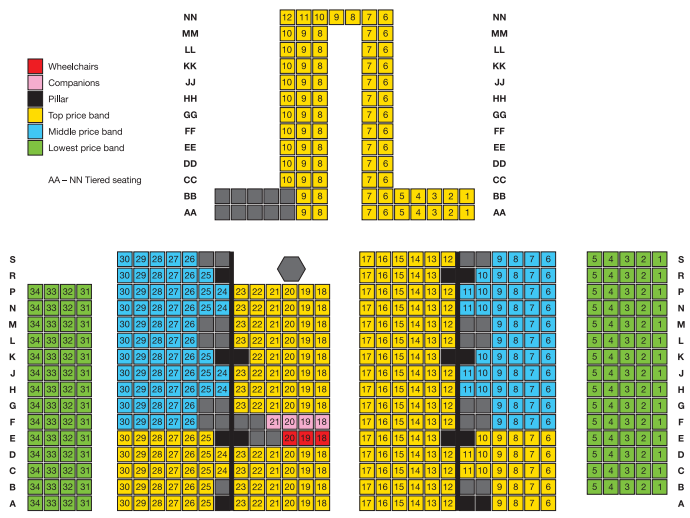 NN 12 11 10 9 8 7 6 NN
MM 10 9 8 7 6 MM
LL 10 9 8 7 6 LL
Wheelchairs KK 10 9 8 7 6 KK
Companions JJ 10 9 8 7 6 JJ
Pillar HH 10 9 8 7 6 HH
Top price band GG 10 9 8 7 6 GG
Middle price band FF 10 9 8 7 6 FF
Lowest price band EE 10 9 8 7 6 EE
DD 10 9 8 7 6 DD
AA – NN Tiered seating CC 10 9 8 7 6 CC
BB 9 8 7 6 5 4 3 2 1 BB
AA 9 8 7 6 5 4 3 2 1 AA
S 30 29 28 27 26 17 16 15 14 13 12 9 8 7 6 5 4 3 2 1 S
R 30 29 28 27 26 25 17 16 15 14 13 10 9 8 7 6 5 4 3 2 1 R
P 34 33 32 31 30 29 28 27 26 25 24 23 22 21 20 19 18 17 16 15 14 13 12 11 10 9 8 7 6 5 4 3 2 1 P
N 34 33 32 31 30 29 28 27 26 25 24 23 22 21 20 19 18 17 16 15 14 13 12 11 10 9 8 7 6 5 4 3 2 1 N
M 34 33 32 31 30 29 28 27 26 23 22 21 20 19 18 17 16 15 14 13 12 9 8 7 6 5 4 3 2 1 M
L 34 33 32 31 30 29 28 27 26 23 22 21 20 19 18 17 16 15 14 13 12 9 8 7 6 5 4 3 2 1 L
K 34 33 32 31 30 29 28 27 26 25 22 21 20 19 18 17 16 15 14 13 10 9 8 7 6 5 4 3 2 1 K
J 34 33 32 31 30 29 28 27 26 25 24 23 22 21 20 19 18 17 16 15 14 13 12 11 10 9 8 7 6 5 4 3 2 1 J
H 34 33 32 31 30 29 28 27 26 25 24 23 22 21 20 19 18 17 16 15 14 13 12 11 10 9 8 7 6 5 4 3 2 1 H
G 34 33 32 31 30 29 28 27 26 23 22 21 20 19 18 17 16 15 14 13 12 9 8 7 6 5 4 3 2 1 G
F 34 33 32 31 30 29 28 27 26 21 20 19 18 17 16 15 14 13 12 9 8 7 6 5 4 3 2 1 F
E 34 33 32 31 30 29 28 27 26 25 20 19 18 17 16 15 14 13 10 9 8 7 6 5 4 3 2 1 E
D 34 33 32 31 30 29 28 27 26 25 24 23 22 21 20 19 18 17 16 15 14 13 12 11 10 9 8 7 6 5 4 3 2 1 D
C 34 33 32 31 30 29 28 27 26 25 24 23 22 21 20 19 18 17 16 15 14 13 12 11 10 9 8 7 6 5 4 3 2 1 C
B 34 33 32 31 30 29 28 27 26 25 23 22 21 20 19 18 17 16 15 14 13 12 9 8 7 6 5 4 3 2 1 B
A 34 33 32 31 30 29 28 27 26 25 23 22 21 20 19 18 17 16 15 14 13 12 9 8 7 6 A